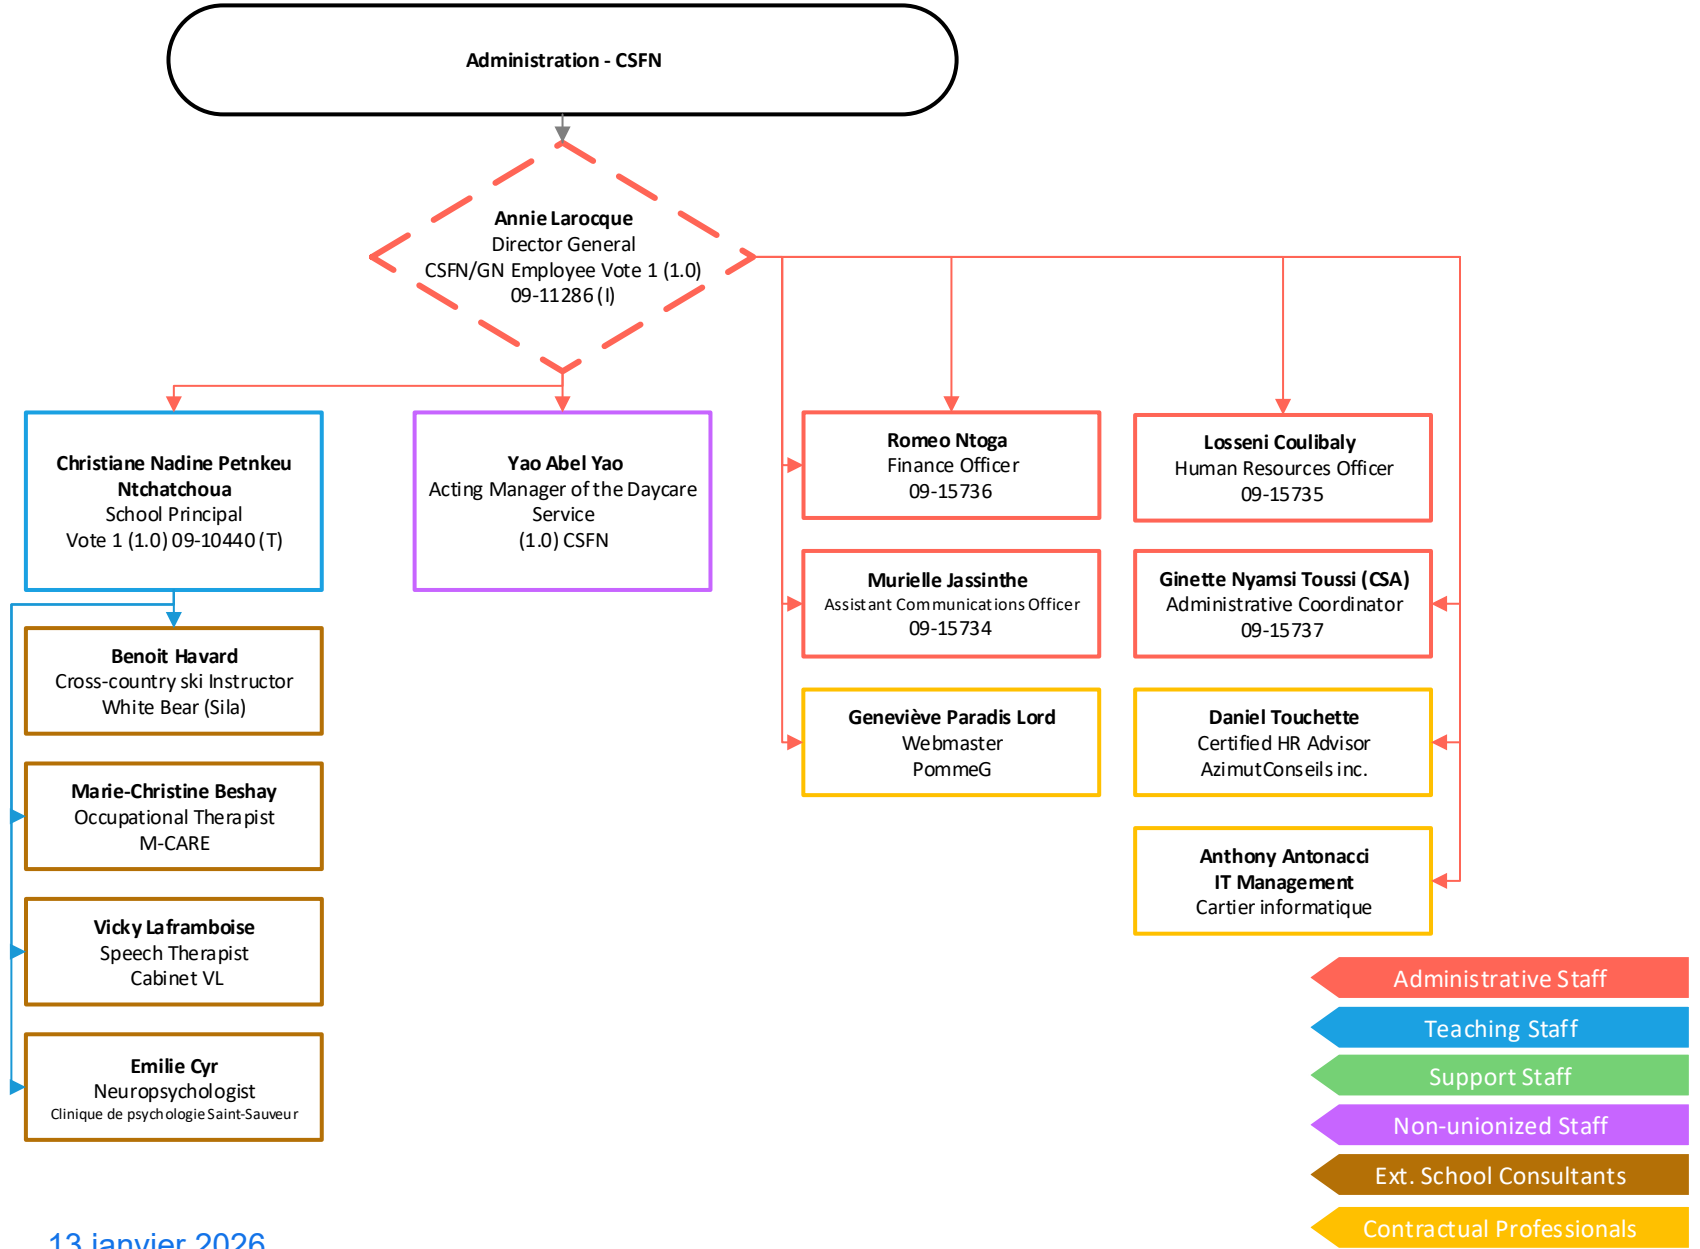 Administration - CSFN
Annie Larocque
Director General
CSFN/GN Employee Vote 1 (1.0)
09-11286 (I)
Christiane Nadine Petnkeu
Ntchatchoua
School Principal
Vote 1 (1.0) 09-10440 (T)
Yao Abel Yao
Acting Manager of the Daycare
Service
(1.0) CSFN
Romeo Ntoga
Finance Officer
09-15736
Losseni Coulibaly
Human Resources Officer
09-15735
Murielle Jassinthe
Assistant Communications Officer
09-15734
Ginette Nyamsi Toussi (CSA)
Administrative Coordinator
09-15737
Benoit Havard
Cross-country ski Instructor
White Bear (Sila)
Geneviève Paradis Lord
Webmaster
PommeG
Daniel Touchette
Certified HR Advisor
AzimutConseils inc.
Marie-Christine Beshay
Occupational Therapist
M-CARE
Anthony Antonacci
IT Management
Cartier informatique
Vicky Laframboise
Speech Therapist
Cabinet VL
Emilie Cyr
Neuropsychologist
Clinique de psychologie Saint-Sauveur
Administrative Staff
Teaching Staff
Support Staff
Non-unionized Staff
Ext. School Consultants
Contractual Professionals
13 janvier 2026